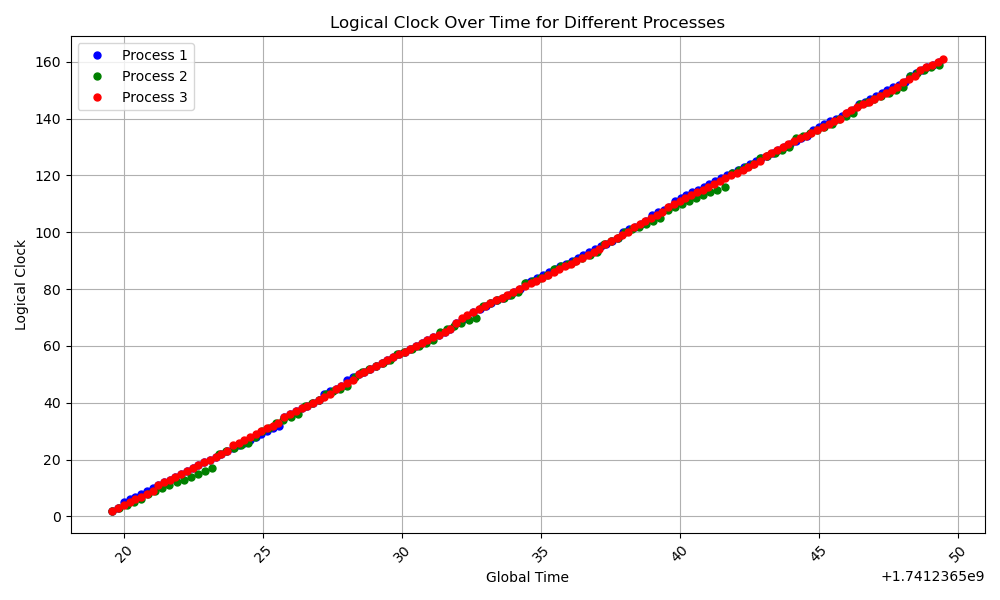 Logical Clock Over Time for Different Processes
Process 1
Process 2
Process 3
Logical Clock
160
140
120
100
80
60
40
20
0
20
25
30
35
40
45
50
+1.7412365e9
Global Time